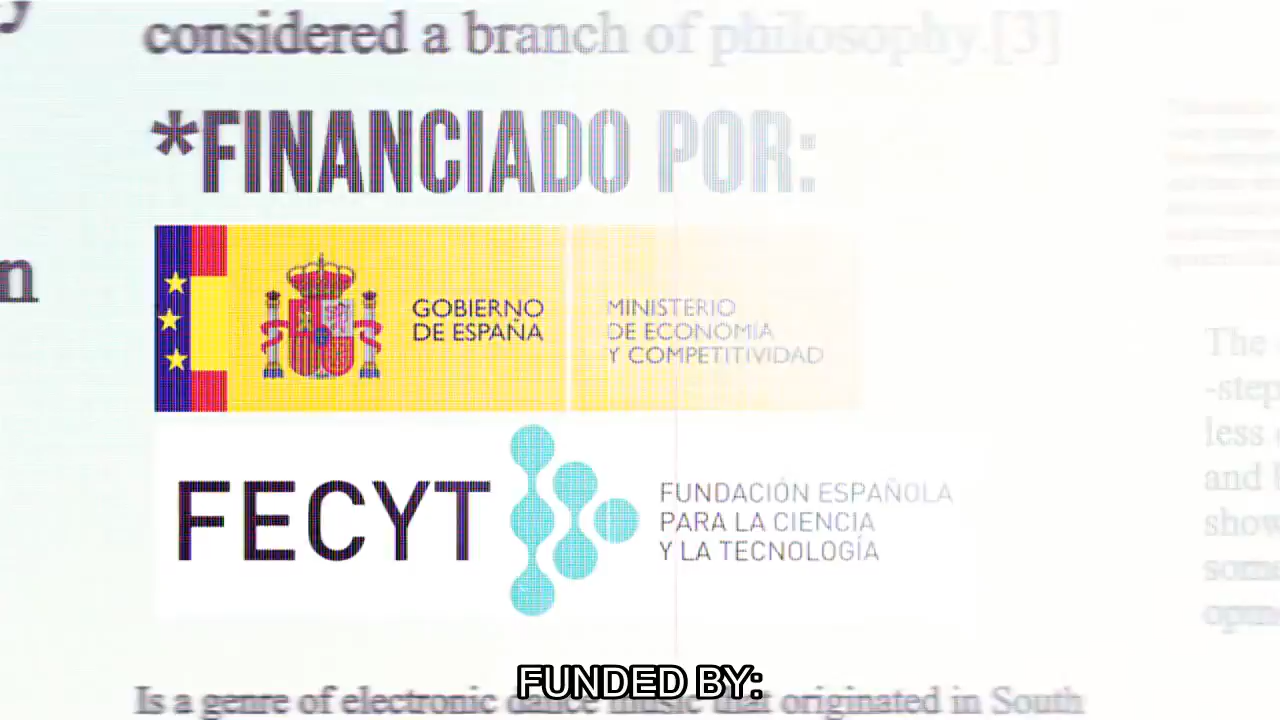 considered a branch of philosophy.[3]
*FINANCIADO POR:
n
GOBIERNO
DE ESPAÑA
MINISTERIO
DE ECONOMÍA
Y COMPETITIVIDAD
FECYT
FUNDACIÓN ESPAÑOLA
PARA LA CIENCIA
Y LA TECNOLOGÍA
The
-step
less
and
show
some
FUNDED BY:
Is a genre of electronic dance music that originated in South